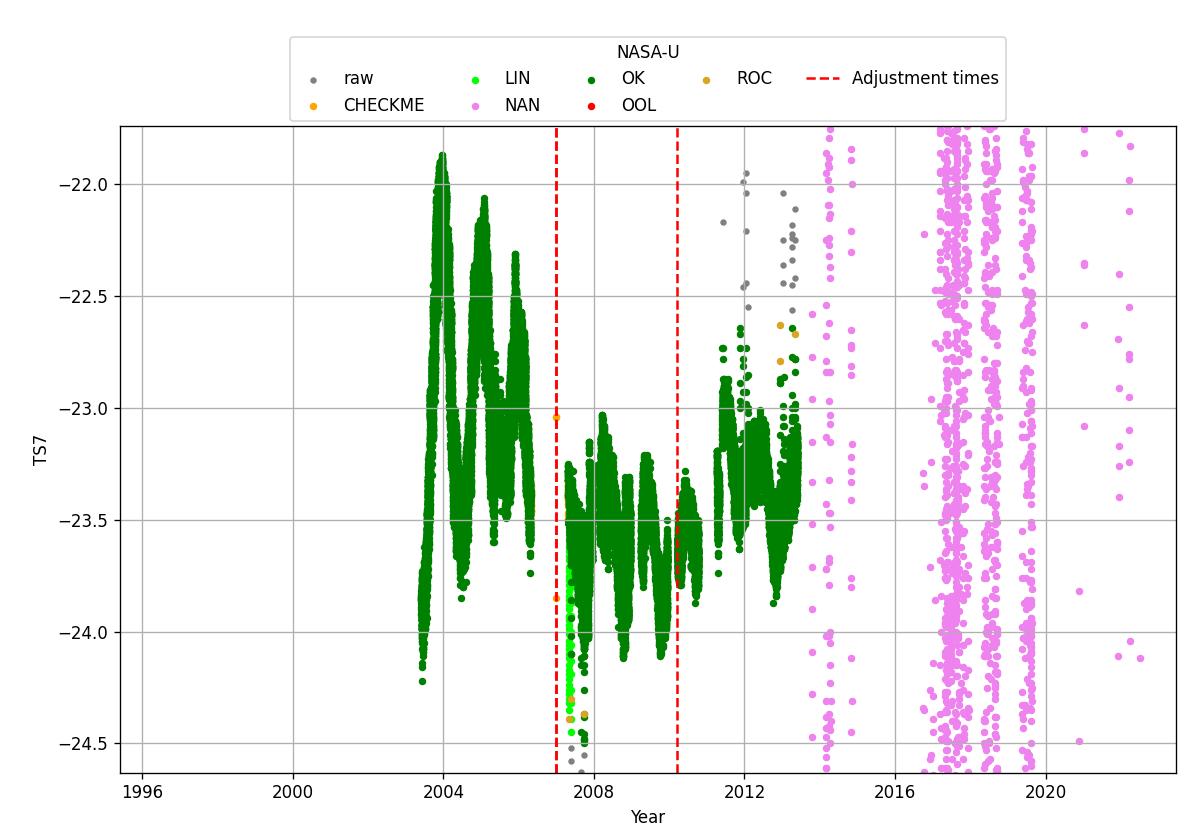 NASA-U
raw LIN OK ROC Adjustment times
CHECKME NAN OOL
−22.0
−22.5
−23.0
−23.5
−24.0
−24.5
TS7
1996 2000 2004 2008 2012 2016 2020
Year